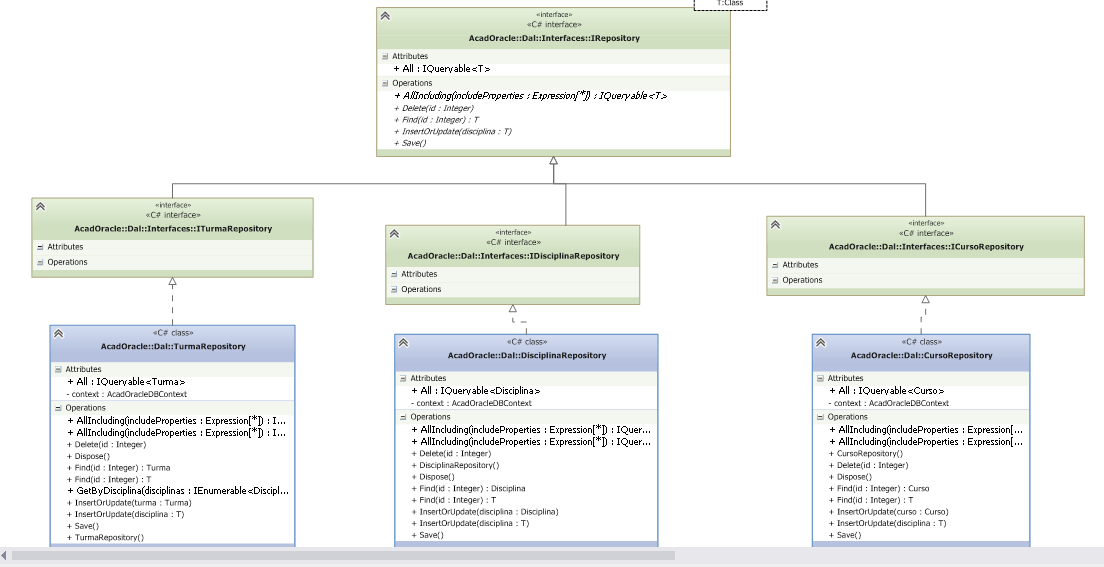 T:Class
«interface»
«C# interface»
AcadOracle::Dal::Interfaces::IRepository
Attributes
+ All : IQueryable<T>
Operations
+ AllIncluding(includeProperties : Expression[*]) : IQueryable<T>
+ Delete(id : Integer)
+ Find(id : Integer) : T
+ InsertOrUpdate(disciplina : T)
+ Save()
«interface»
«C# interface»
AcadOracle::Dal::Interfaces::ITurmaRepository
Attributes
Operations
«interface»
«C# interface»
AcadOracle::Dal::Interfaces::IDisciplinaRepository
Attributes
Operations
«interface»
«C# interface»
AcadOracle::Dal::Interfaces::ICursoRepository
Attributes
Operations
«C# class»
AcadOracle::Dal::TurmaRepository
Attributes
+ All : IQueryable<Turma>
- context : AcadOracleDBContext
Operations
+ AllIncluding(includeProperties : Expression[*]) : I...
+ AllIncluding(includeProperties : Expression[*]) : I...
+ Delete(id : Integer)
+ Dispose()
+ Find(id : Integer) : Turma
+ Find(id : Integer) : T
+ GetByDisciplina(disciplinas : IEnumerable<Discipl...
+ InsertOrUpdate(turma : Turma)
+ InsertOrUpdate(disciplina : T)
+ Save()
+ TurmaRepository()
«C# class»
AcadOracle::Dal::DisciplinaRepository
Attributes
+ All : IQueryable<Disciplina>
- context : AcadOracleDBContext
Operations
+ AllIncluding(includeProperties : Expression[*]) : IQuer...
+ AllIncluding(includeProperties : Expression[*]) : IQuer...
+ Delete(id : Integer)
+ DisciplinaRepository()
+ Dispose()
+ Find(id : Integer) : Disciplina
+ Find(id : Integer) : T
+ InsertOrUpdate(disciplina : Disciplina)
+ InsertOrUpdate(disciplina : T)
+ Save()
«C# class»
AcadOracle::Dal::CursoRepository
Attributes
+ All : IQueryable<Curso>
- context : AcadOracleDBContext
Operations
+ AllIncluding(includeProperties : Expression[...
+ AllIncluding(includeProperties : Expression[...
+ CursoRepository()
+ Delete(id : Integer)
+ Dispose()
+ Find(id : Integer) : Curso
+ Find(id : Integer) : T
+ InsertOrUpdate(curso : Curso)
+ InsertOrUpdate(disciplina : T)
+ Save()